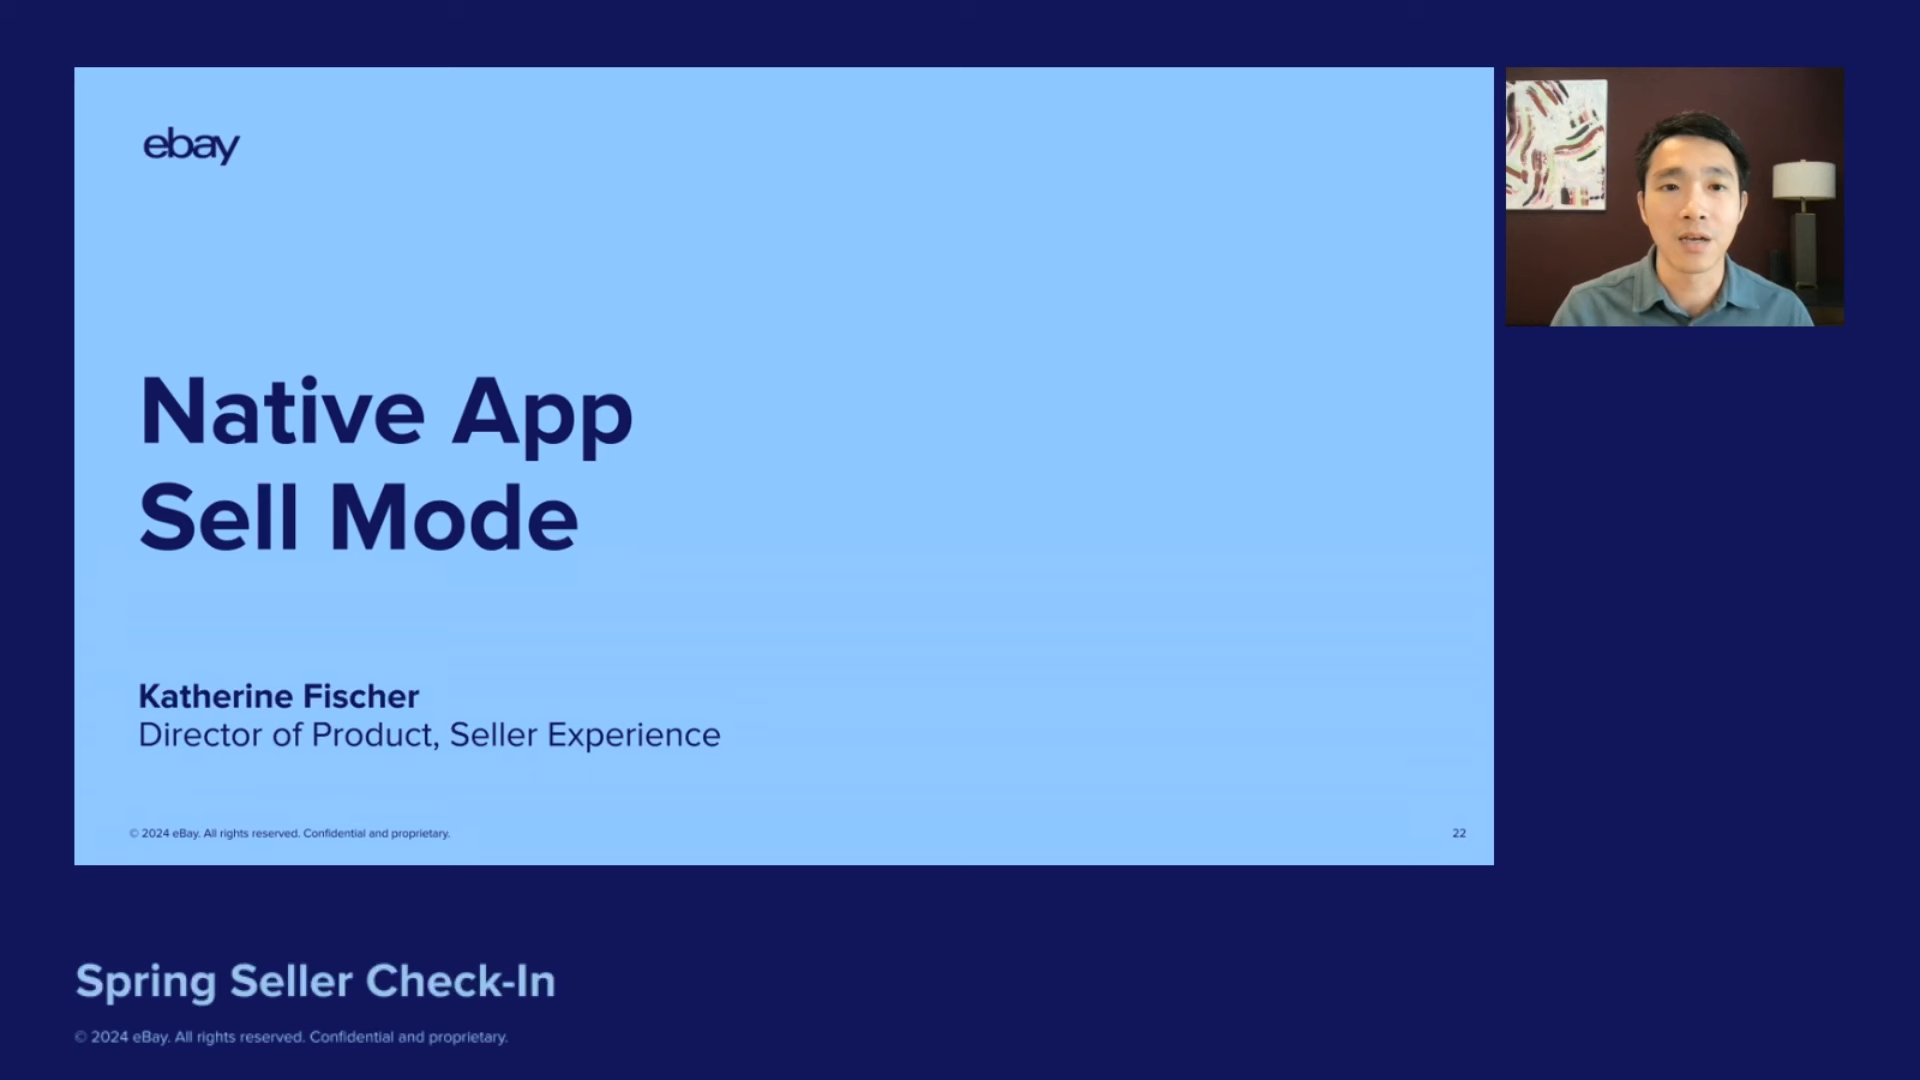 ebay
Native App
Sell Mode
Katherine Fischer
Director of Product, Seller Experience
© 2024 eBay. All rights reserved. Confidential and proprietary.
22
Spring Seller Check-In
© 2024 eBay. All rights reserved. Confidential and proprietary.